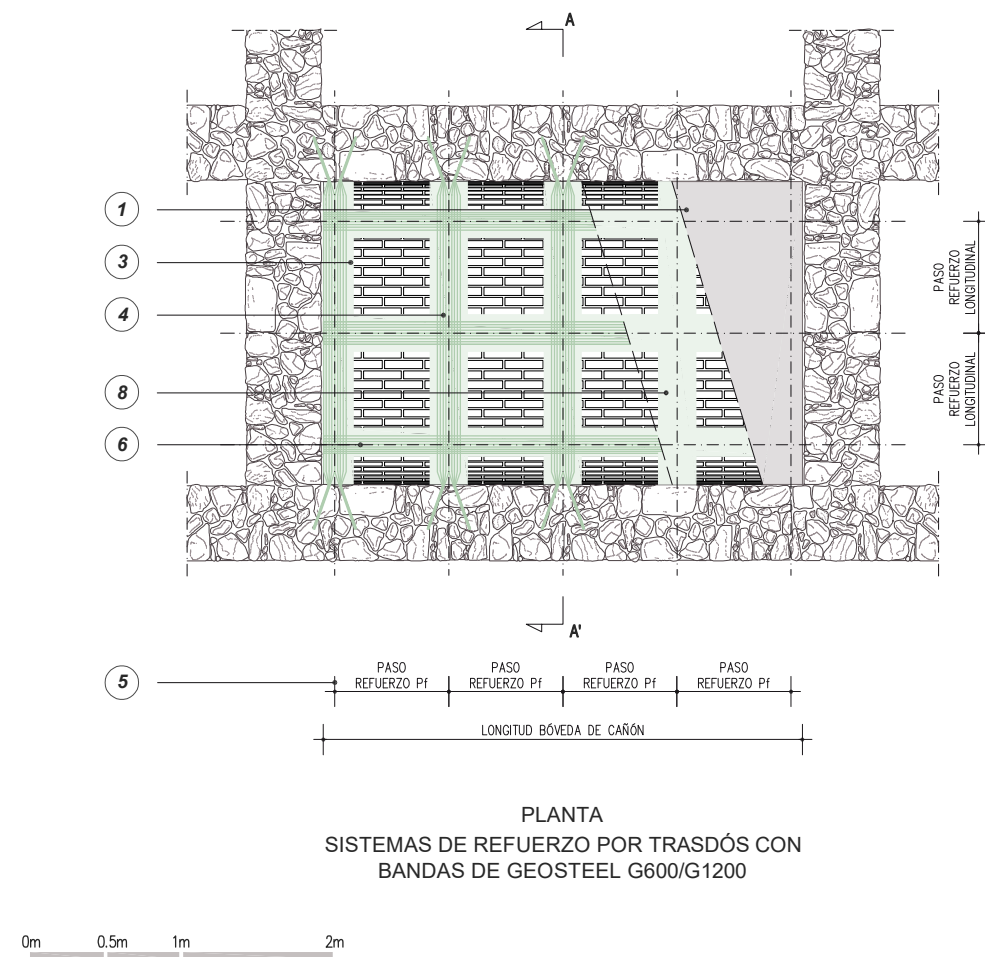 A
1
3
4
8
6
PASO
REFUERZO
LONGITUDINAL
PASO
REFUERZO
LONGITUDINAL
A'
5
PASO
REFUERZO Pf
PASO
REFUERZO Pf
PASO
REFUERZO Pf
PASO
REFUERZO Pf
LONGITUD BÓVEDA DE CAÑÓN
PLANTA
SISTEMAS DE REFUERZO POR TRASDÓS CON
BANDAS DE GEOSTEEL G600/G1200
0m 0.5m 1m 2m